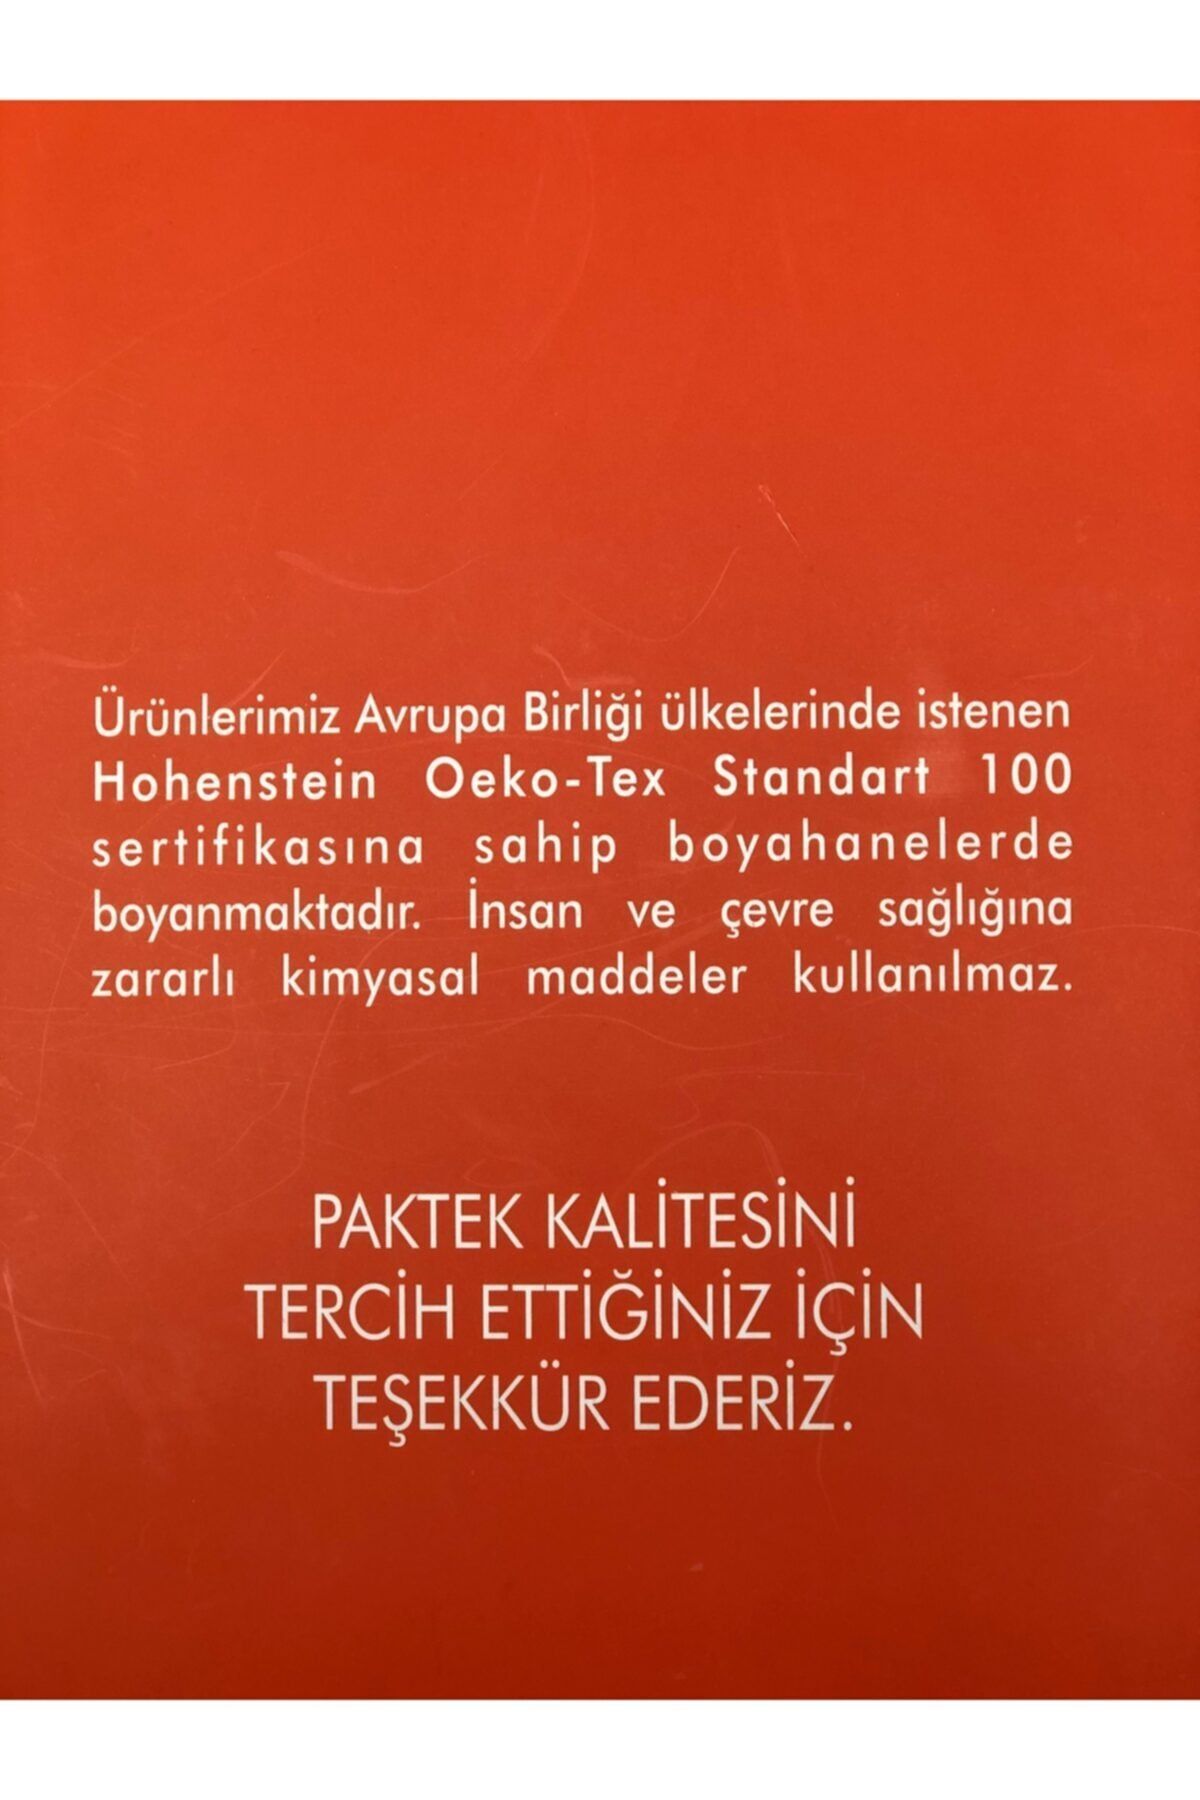 Ürünlerimiz Avrupa Birliği ülkelerinde istenen
Hohenstein Oeko-Tex Standart 100
sertifikasına sahip boyahanelerde
boyanmaktadır. İnsan ve çevre sağlığına
zararlı kimyasal maddeler kullanılmaz.
PAKTEK KALİTESİNİ
TERCİH ETTİĞİNİZ İÇİN
TEŞEKKÜR EDERİZ.